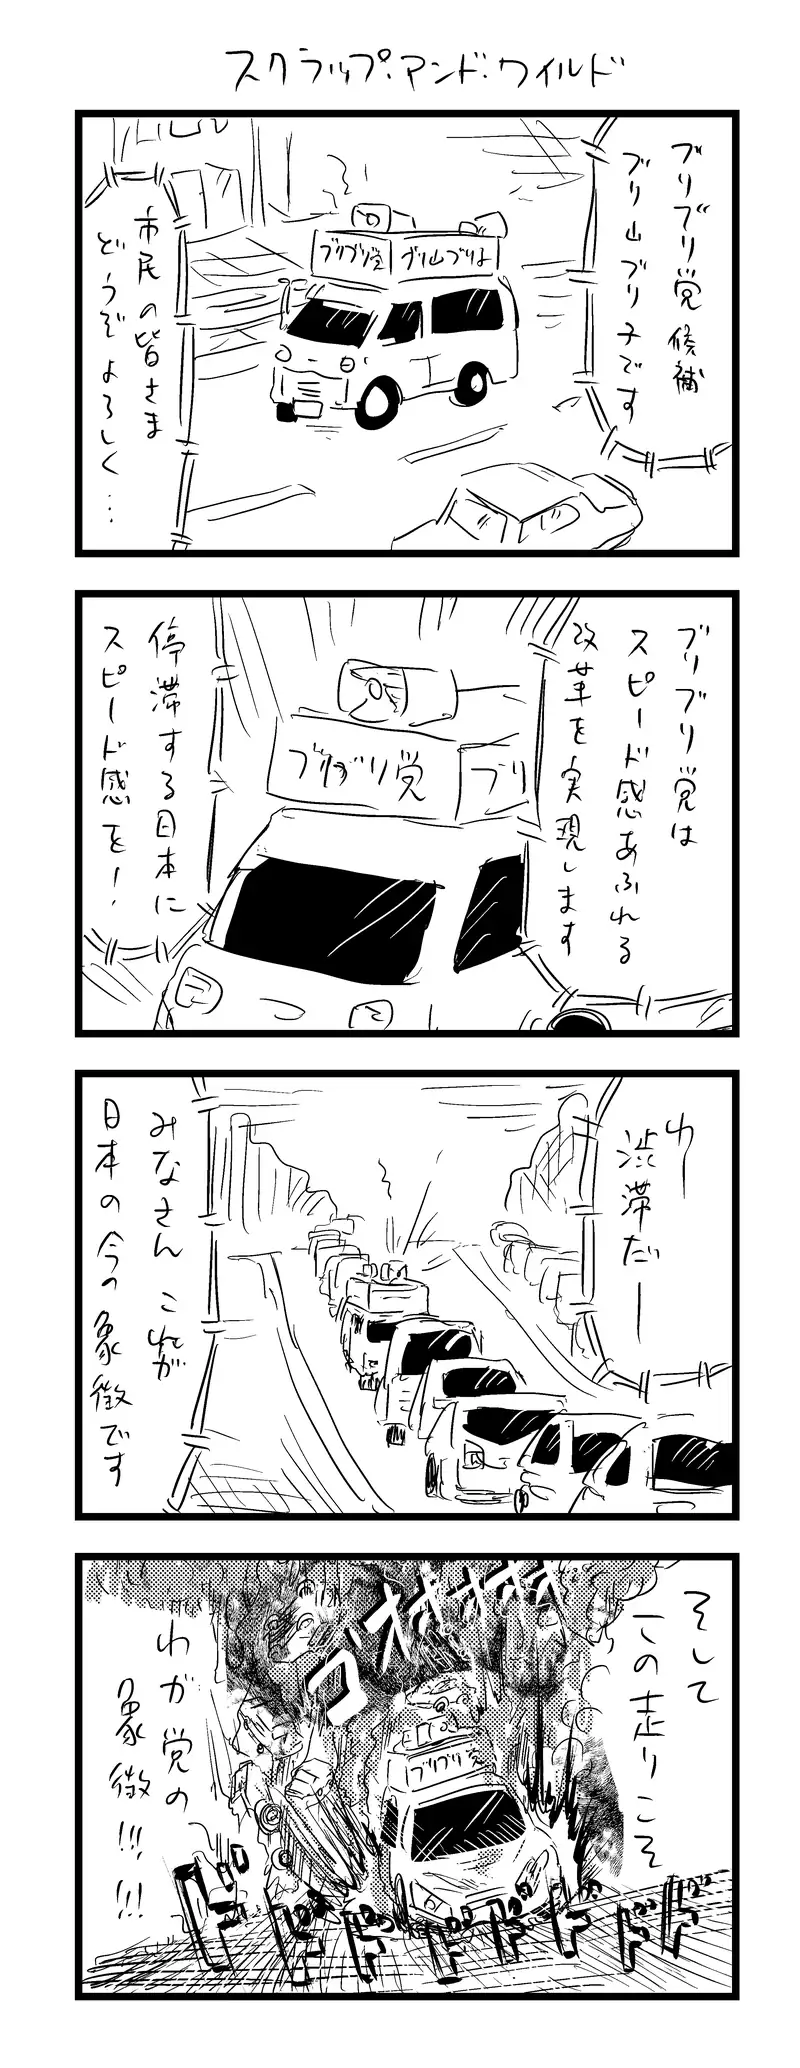 スクラップ・アンド・ワイルド
ブリブリ党候補
ブリ山ブリ子です
ブリブリ党
ブリ山ブリよ
市民の皆さま
どうぞよろしく…
ブリブリ党は
スピード感あふれる
改革を実現します
ブリブリ党
ブリ
停滞する日本に
スピード感を！
わー
渋滞だー
みなさん これが
日本の今の象徴です
そして
この走りこそ
ゴオオオオオ
ブリブリ党
わが党の
象徴!!!!!
ドドドドドドドド